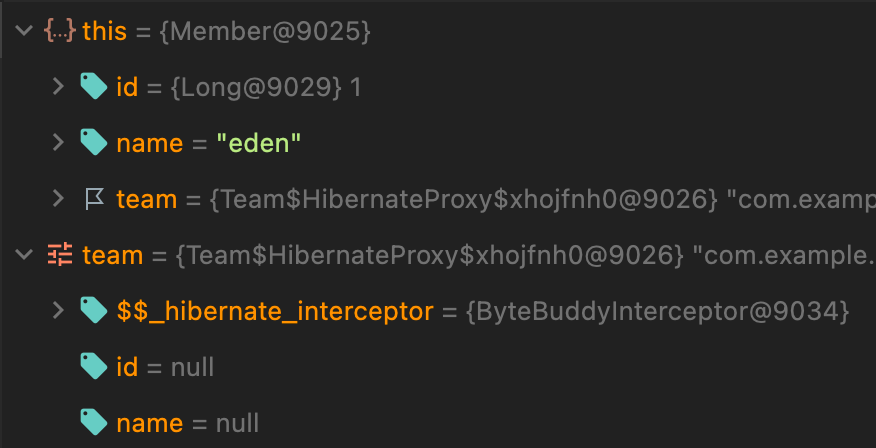 {...} this = {Member@9025}
id = {Long@9029} 1
name = "eden"
team = {Team$HibernateProxy$xhojfnh0@9026} "com.examp
team = {Team$HibernateProxy$xhojfnh0@9026} "com.example.
$$_hibernate_interceptor = {ByteBuddyInterceptor@9034}
id = null
name = null